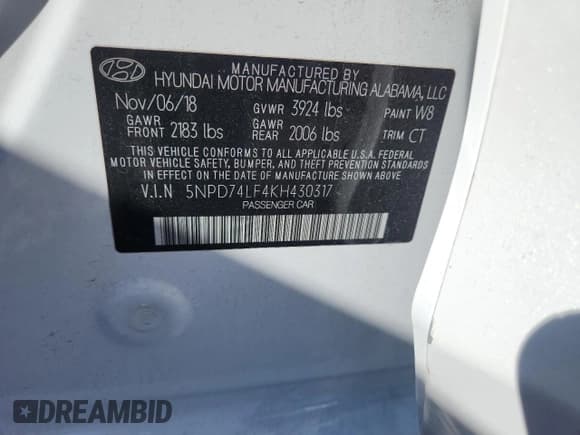 MANUFACTURED BY
HYUNDAI MOTOR MANUFACTURING ALABAMA, LLC
Nov/06/18 GVWR 3924 lbs PAINT W8
GAWR FRONT 2183 lbs GAWR REAR 2006 lbs TRIM CT
THIS VEHICLE CONFORMS TO ALL APPLICABLE U.S.A. FEDERAL
MOTOR VEHICLE SAFETY, BUMPER, AND THEFT PREVENTION STANDARDS
IN EFFECT ON THE DATE OF MANUFACTURE SHOWN ABOVE.
V.I.N 5NPD74LF4KH430317
PASSENGER CAR
DREAMBID